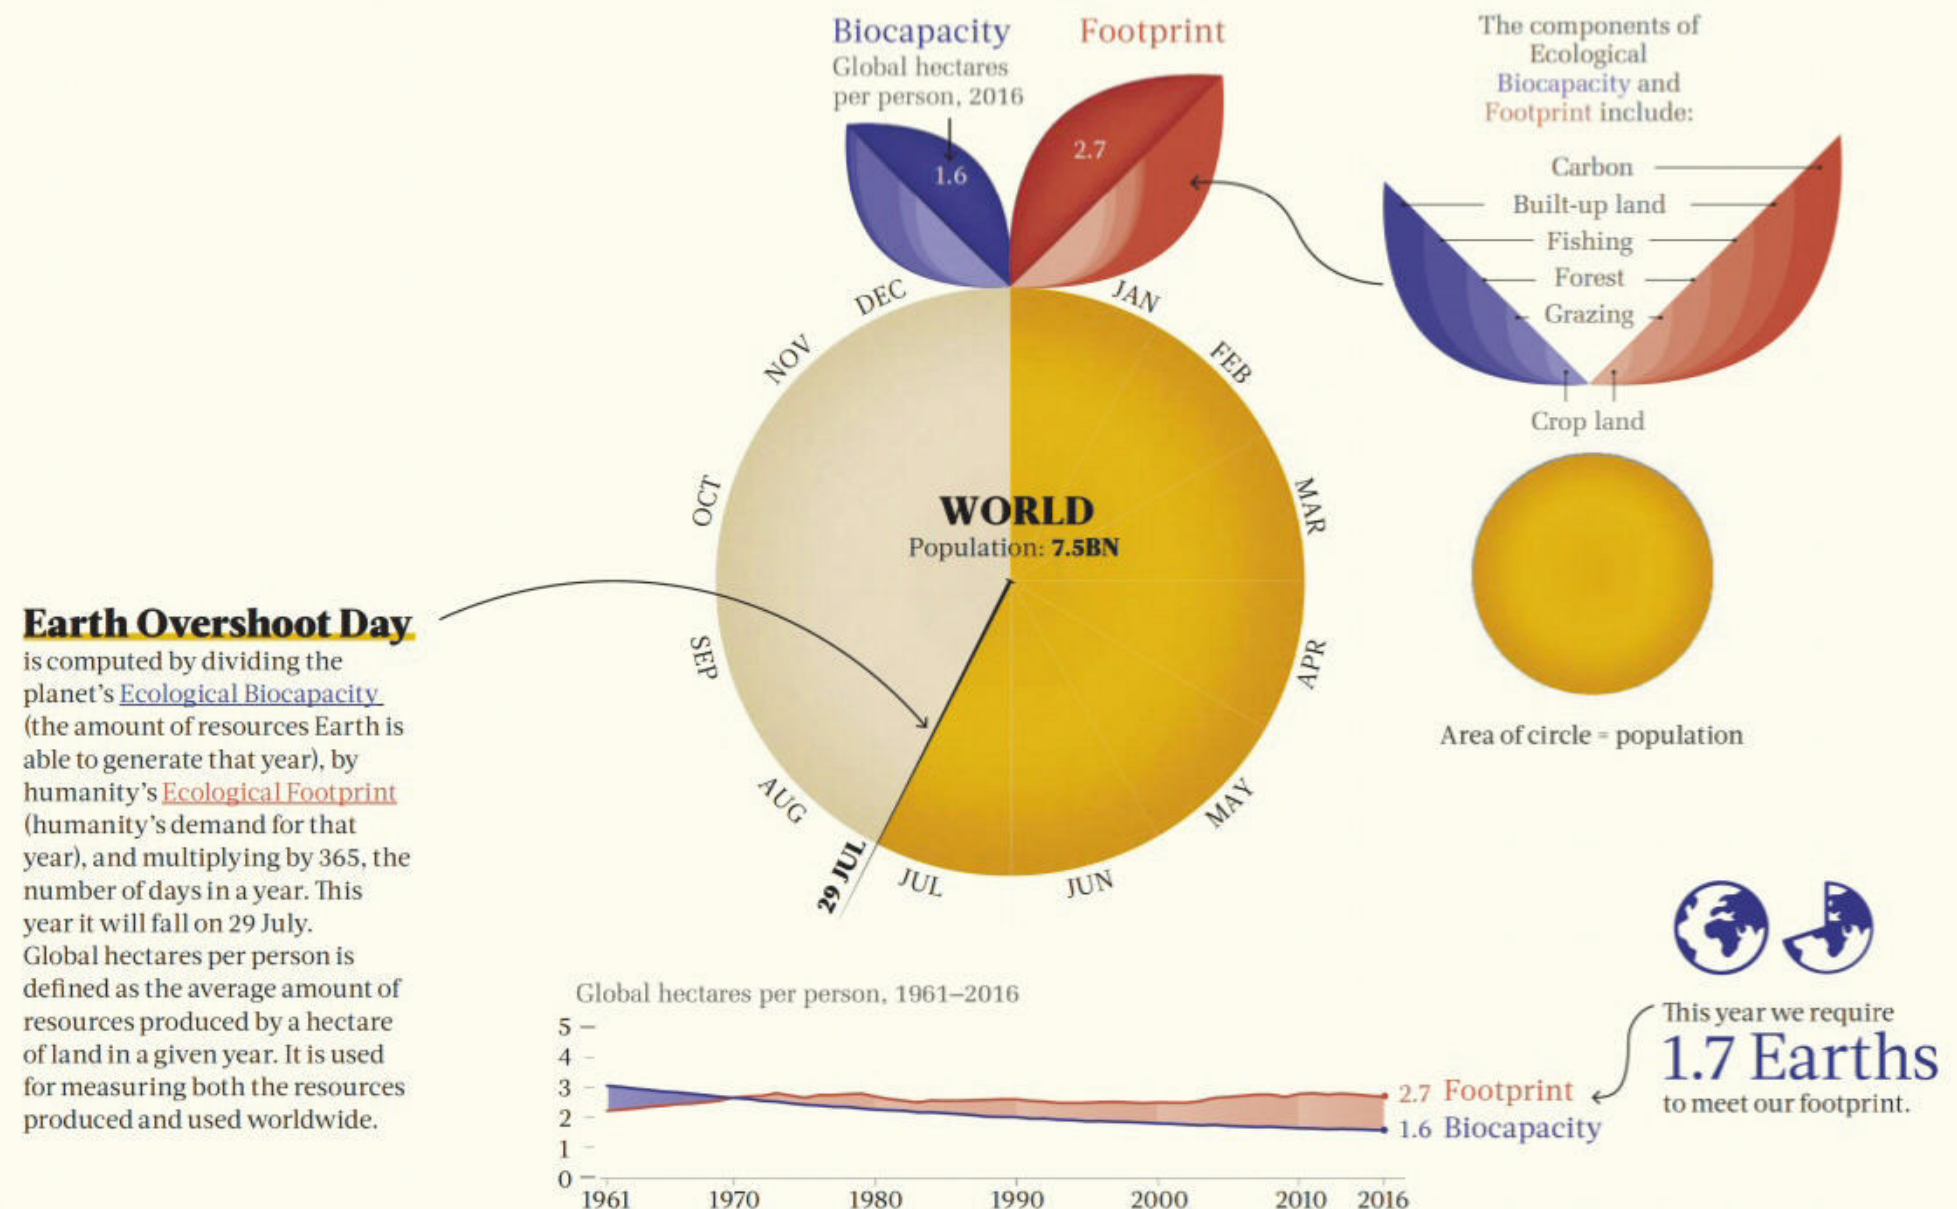 Biocapacity
Global hectares
per person, 2016
1.6
Footprint
2.7
The components of
Ecological
Biocapacity and
Footprint include:
Carbon
Built-up land
Fishing
Forest
Grazing
Crop land
Area of circle = population
JAN
FEB
MAR
APR
MAY
JUN
JUL
29 JUL
AUG
SEP
OCT
NOV
DEC
WORLD
Population: 7.5BN
Earth Overshoot Day
is computed by dividing the
planet's Ecological Biocapacity
(the amount of resources Earth is
able to generate that year), by
humanity's Ecological Footprint
(humanity's demand for that
year), and multiplying by 365, the
number of days in a year. This
year it will fall on 29 July.
Global hectares per person is
defined as the average amount of
resources produced by a hectare
of land in a given year. It is used
for measuring both the resources
produced and used worldwide.
Global hectares per person, 1961–2016
5
4
3
2
1
0
1961 1970 1980 1990 2000 2010 2016
2.7 Footprint
1.6 Biocapacity
This year we require
1.7 Earths
to meet our footprint.